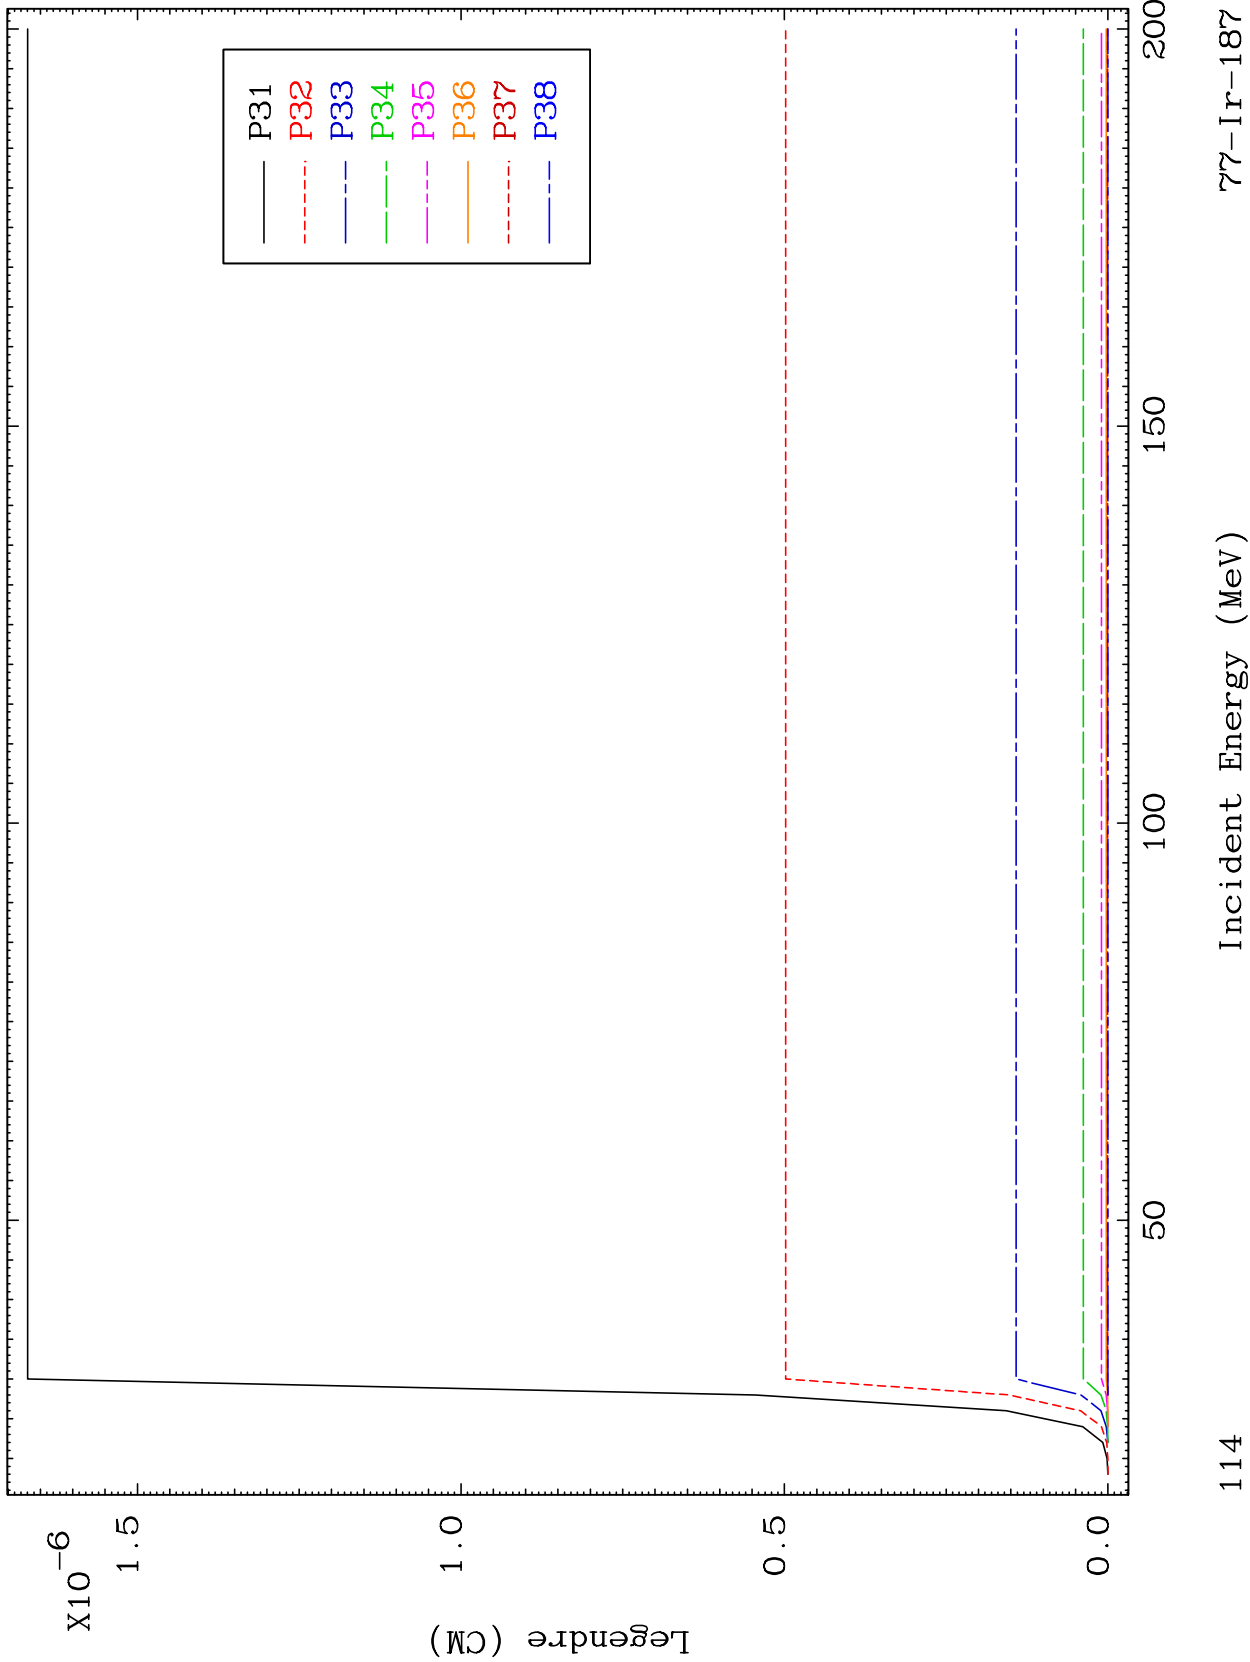 X10-6
1.5
1.0
0.5
0.0
Legendre (CM)
P31
P32
P33
P34
P35
P36
P37
P38
50
100
150
200
Incident Energy (MeV)
114
77-Ir-187